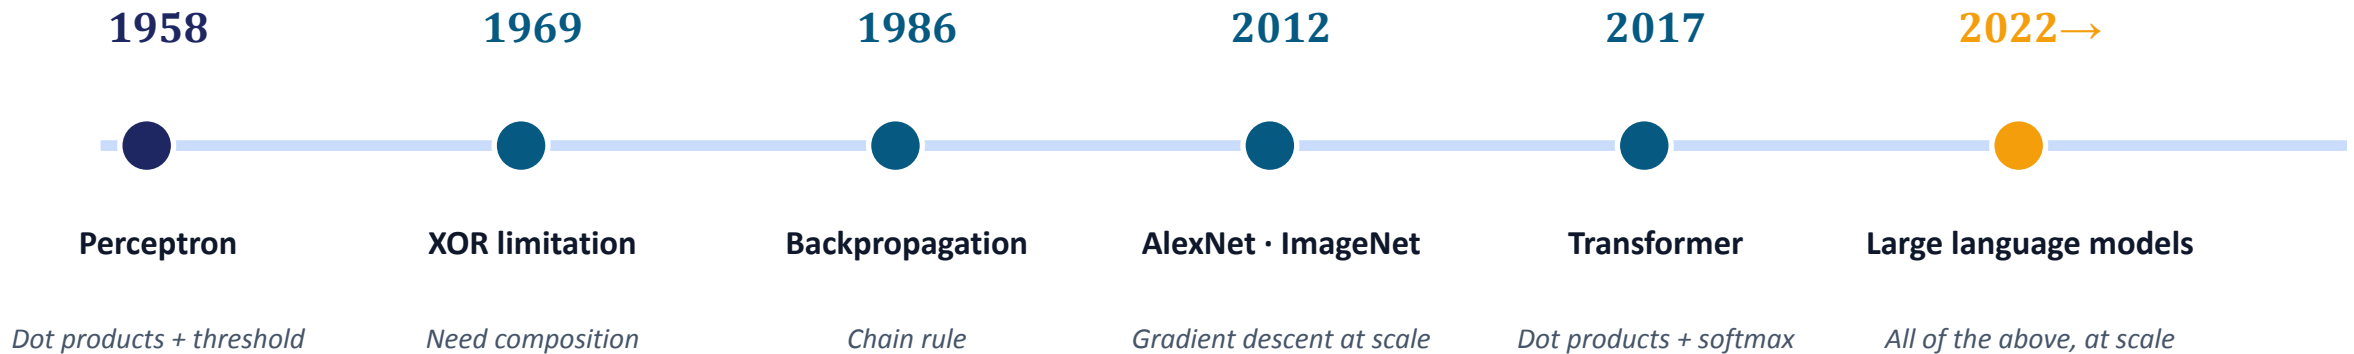 1958 1969 1986 2012 2017 2022→
Perceptron XOR limitation Backpropagation AlexNet · ImageNet Transformer Large language models
Dot products + threshold Need composition Chain rule Gradient descent at scale Dot products + softmax All of the above, at scale